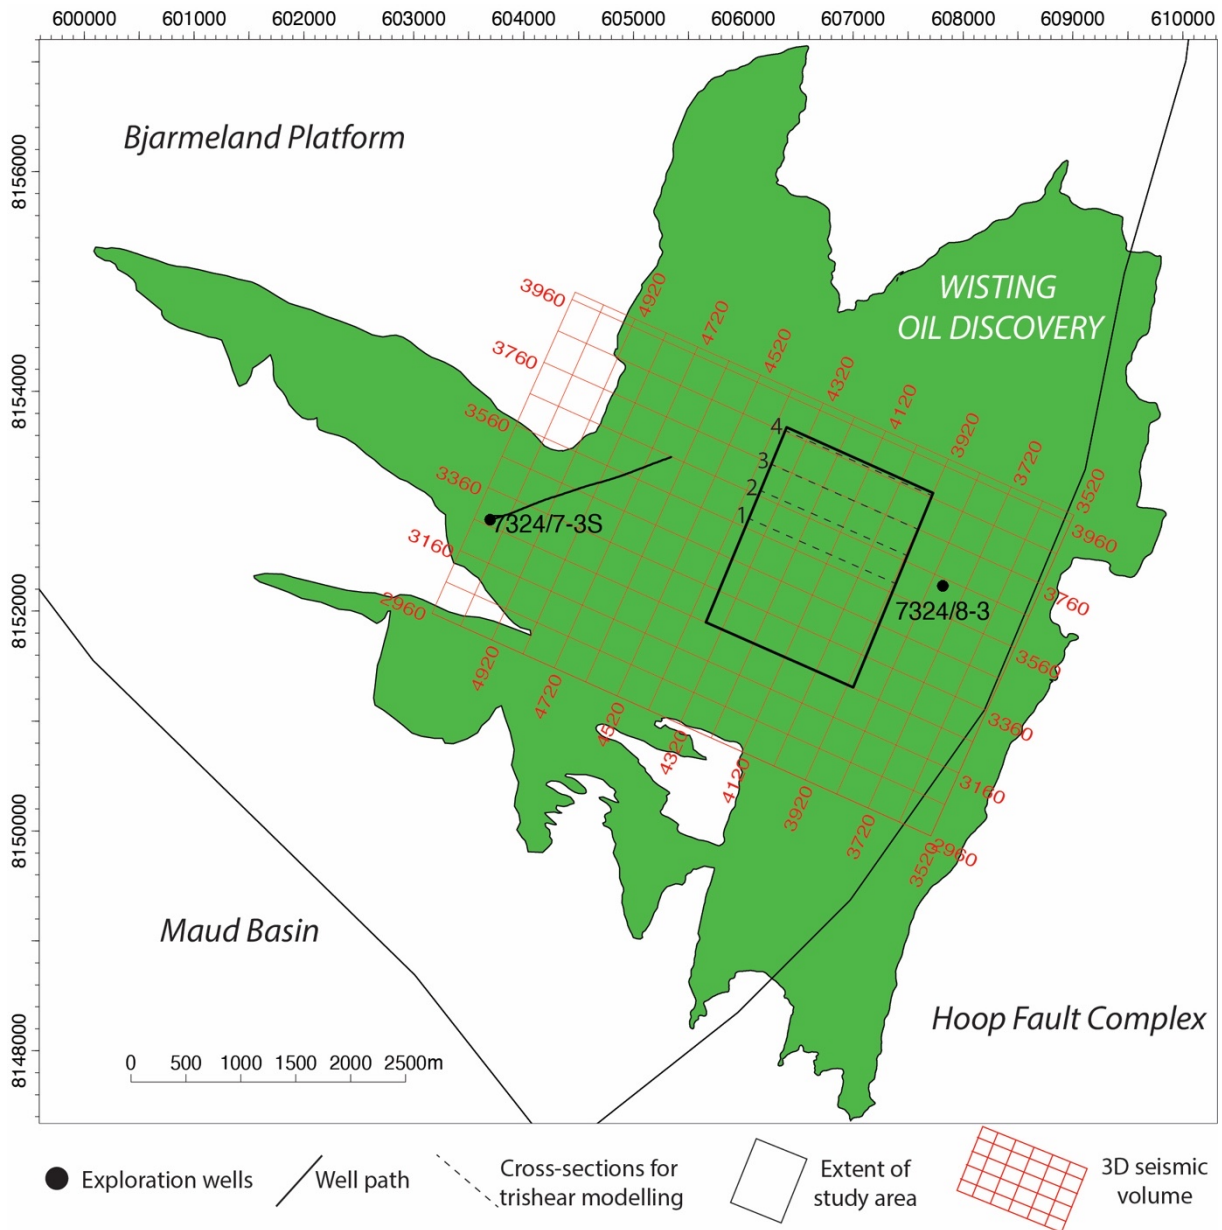 600000 601000 602000 603000 604000 605000 606000 607000 608000 609000 610000
8156000
8154000
8152000
8150000
8148000
Bjarmeland Platform
WISTING
OIL DISCOVERY
3960
3760
3560
3360
3160
2960
4920
4720
4520
4320
4120
3920
3720
3520
3960
3760
3560
3360
3160
2960
4920
4720
4520
4320
4120
3920
3720
3520
4
3
2
1
7324/7-3S
7324/8-3
Maud Basin
Hoop Fault Complex
0 500 1000 1500 2000 2500m
Exploration wells
Well path
Cross-sections for
trishear modelling
Extent of
study area
3D seismic
volume